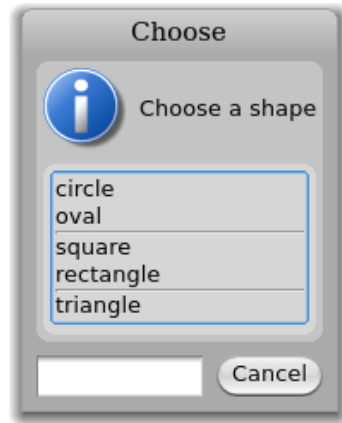 Choose
Choose a shape
circle
oval
square
rectangle
triangle
Cancel